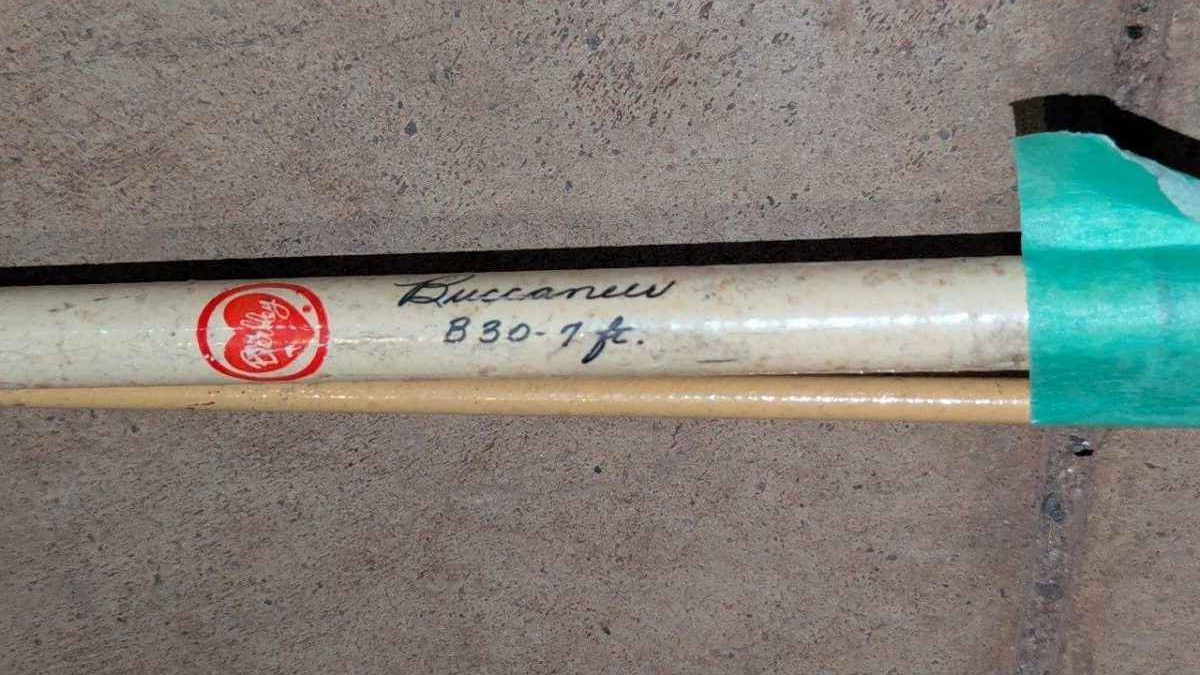 Berkley
Buccaneer
B30-7 ft.